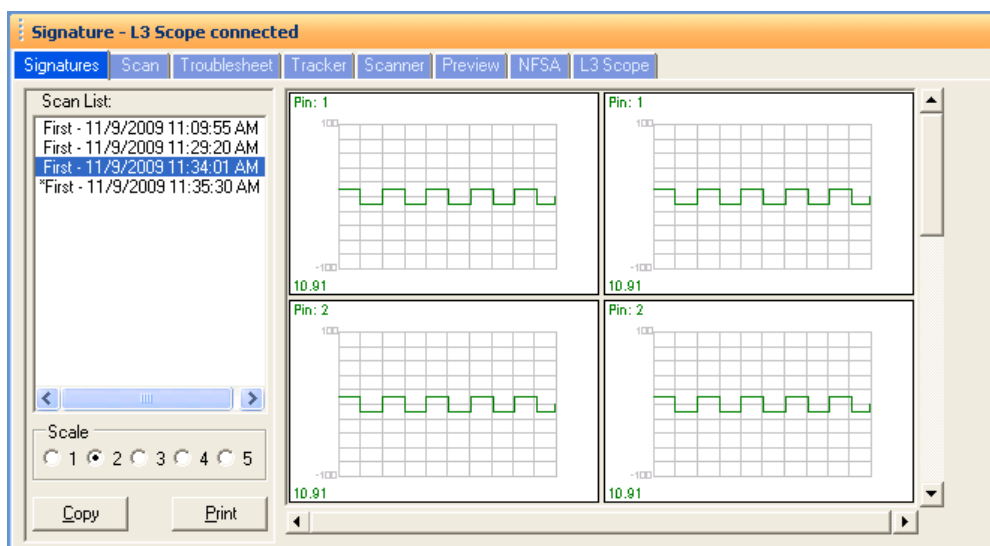 Signature - L3 Scope connected
Signatures Scan Troublesheet Tracker Scanner Preview NFSA L3 Scope
Scan List:
First - 11/9/2009 11:09:55 AM
First - 11/9/2009 11:29:20 AM
First - 11/9/2009 11:34:01 AM
*First - 11/9/2009 11:35:30 AM
Scale
1 2 3 4 5
Copy Print
Pin: 1 Pin: 1
100 100
-100 -100
10.91 10.91
Pin: 2 Pin: 2
100 100
-100 -100
10.91 10.91